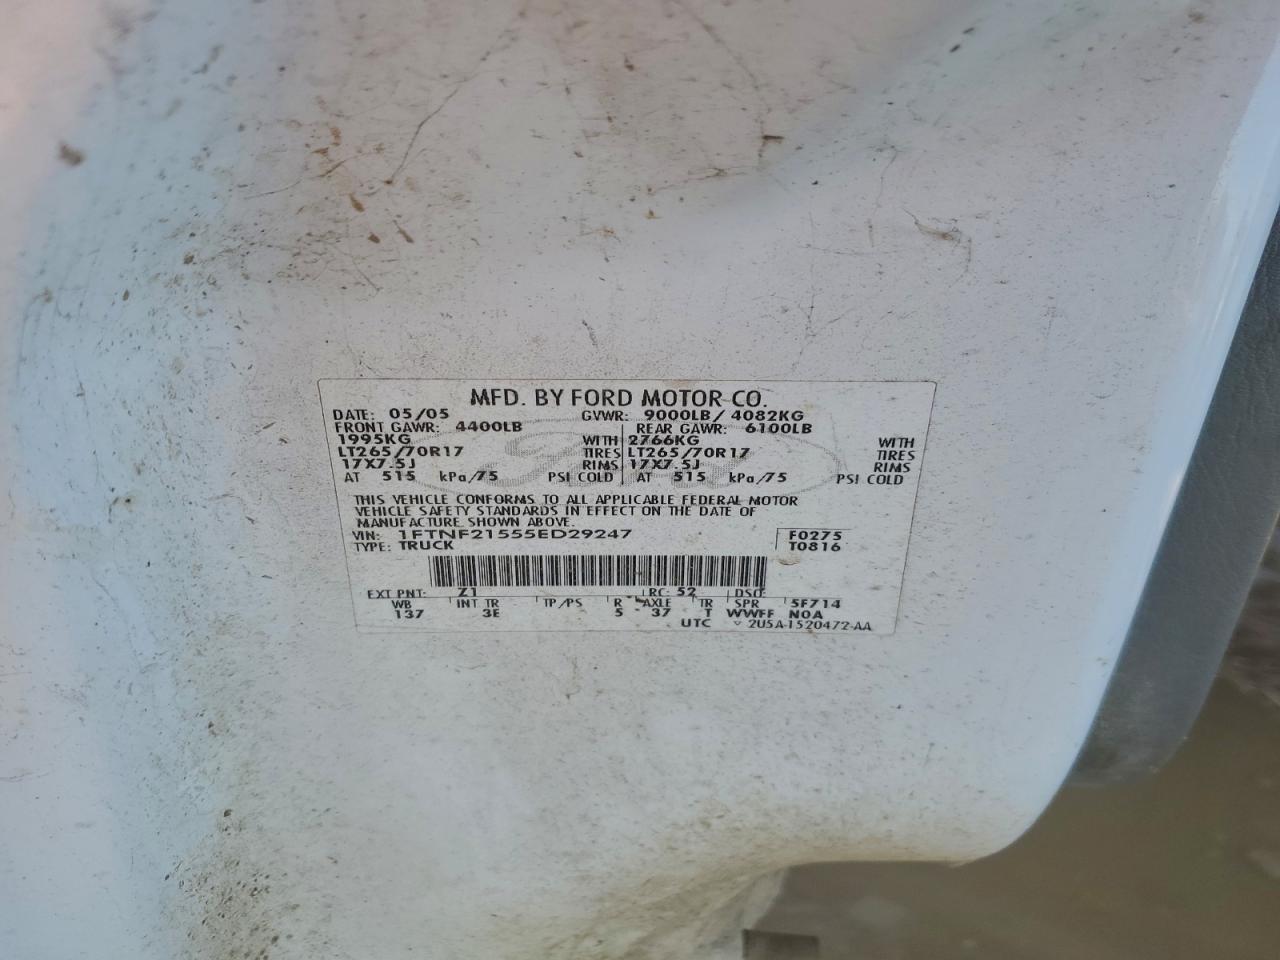 MFD. BY FORD MOTOR CO.
DATE: 05/05 GVWR: 9000LB/ 4082KG
FRONT GAWR: 4400LB REAR GAWR: 6100LB
1995KG WITH 2766KG WITH
LT265/70R17 TIRES LT265/70R17 TIRES
17X7.5J RIMS 17X7.5J RIMS
AT 515 kPa/75 PSI COLD AT 515 kPa/75 PSI COLD
THIS VEHICLE CONFORMS TO ALL APPLICABLE FEDERAL MOTOR
VEHICLE SAFETY STANDARDS IN EFFECT ON THE DATE OF
MANUFACTURE SHOWN ABOVE.
VIN: 1FTNF21555ED29247 F0275
TYPE: TRUCK T0816
EXT PNT: Z1 RC: 52 DSO:
WB INT TR TP/PS R AXLE TR SPR 5F714
137 3E 5 37 T WWFF NOA
UTC ▽ 2U5A-1520472-AA